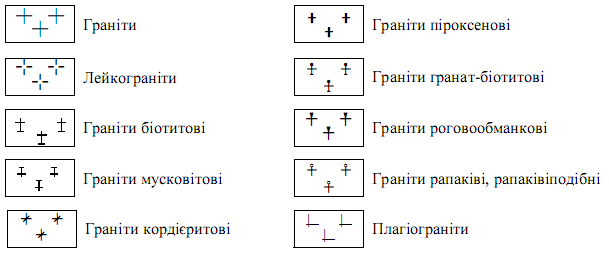 Граніти
Лейкограніти
Граніти біотитові
Граніти мусковітові
Граніти кордієритові
Граніти піроксенові
Граніти гранат-біотитові
Граніти роговообманкові
Граніти рапаківі, рапаківіподібні
Плагіограніти